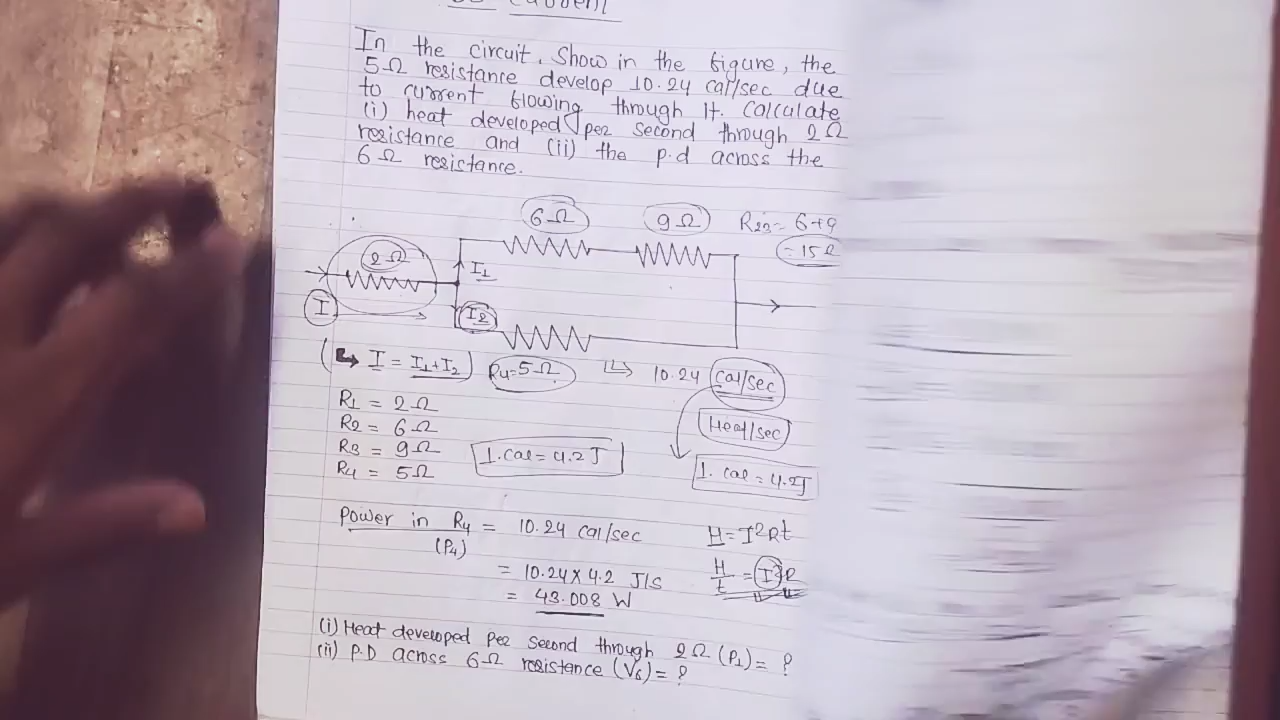 In the circuit. Show in the figure, the
5Ω resistance develop 10.24 cal/sec due
to current flowing through it. Calculate
(i) heat developed per second through 2Ω
resistance and (ii) the p.d across the
6Ω resistance.
6Ω 9Ω R₂₃ = 6+9
= 15Ω
2Ω
I₁
I
I₂
(↳ I = I₁+I₂) R₄=5Ω ↳ 10.24 Cal/sec
R₁ = 2Ω
R₂ = 6Ω Heat/sec
R₃ = 9Ω 1. Cal = 4.2 J
R₄ = 5Ω 1. Cal = 4.2J
Power in R₄ = 10.24 cal/sec H = I²Rt
(P₄)
= 10.24 × 4.2 J/S H/t = I²R
= 43.008 W
(i) Heat developed per second through 2Ω (P₁) = ?
(ii) P.D across 6Ω resistance (V₆) = ?